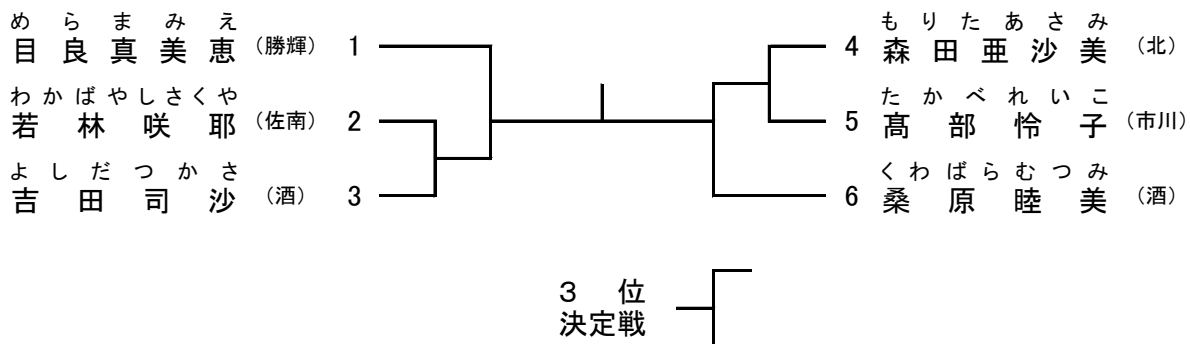 めらまみえ
目良真美恵（勝輝） 1
わかばやしさくや
若林咲耶（佐南） 2
よしだつかさ
吉田司沙（酒） 3
もりたあさみ
4 森田亜沙美（北）
たかべれいこ
5 髙部怜子（市川）
くわばらむつみ
6 桑原睦美（酒）
３位
決定戦